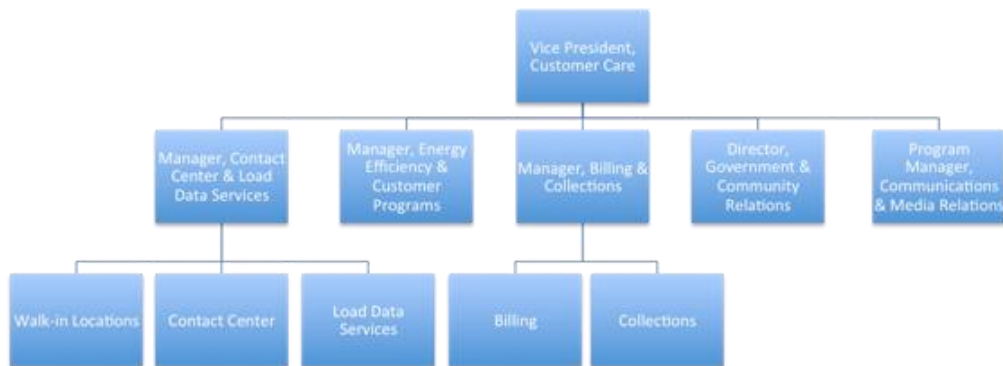 Vice President,
Customer Care
Manager, Contact
Center & Load
Data Services
Manager, Energy
Efficiency &
Customer
Programs
Manager, Billing &
Collections
Director,
Government &
Community
Relations
Program
Manager,
Communications
& Media Relations
Walk-in Locations
Contact Center
Load Data
Services
Billing
Collections